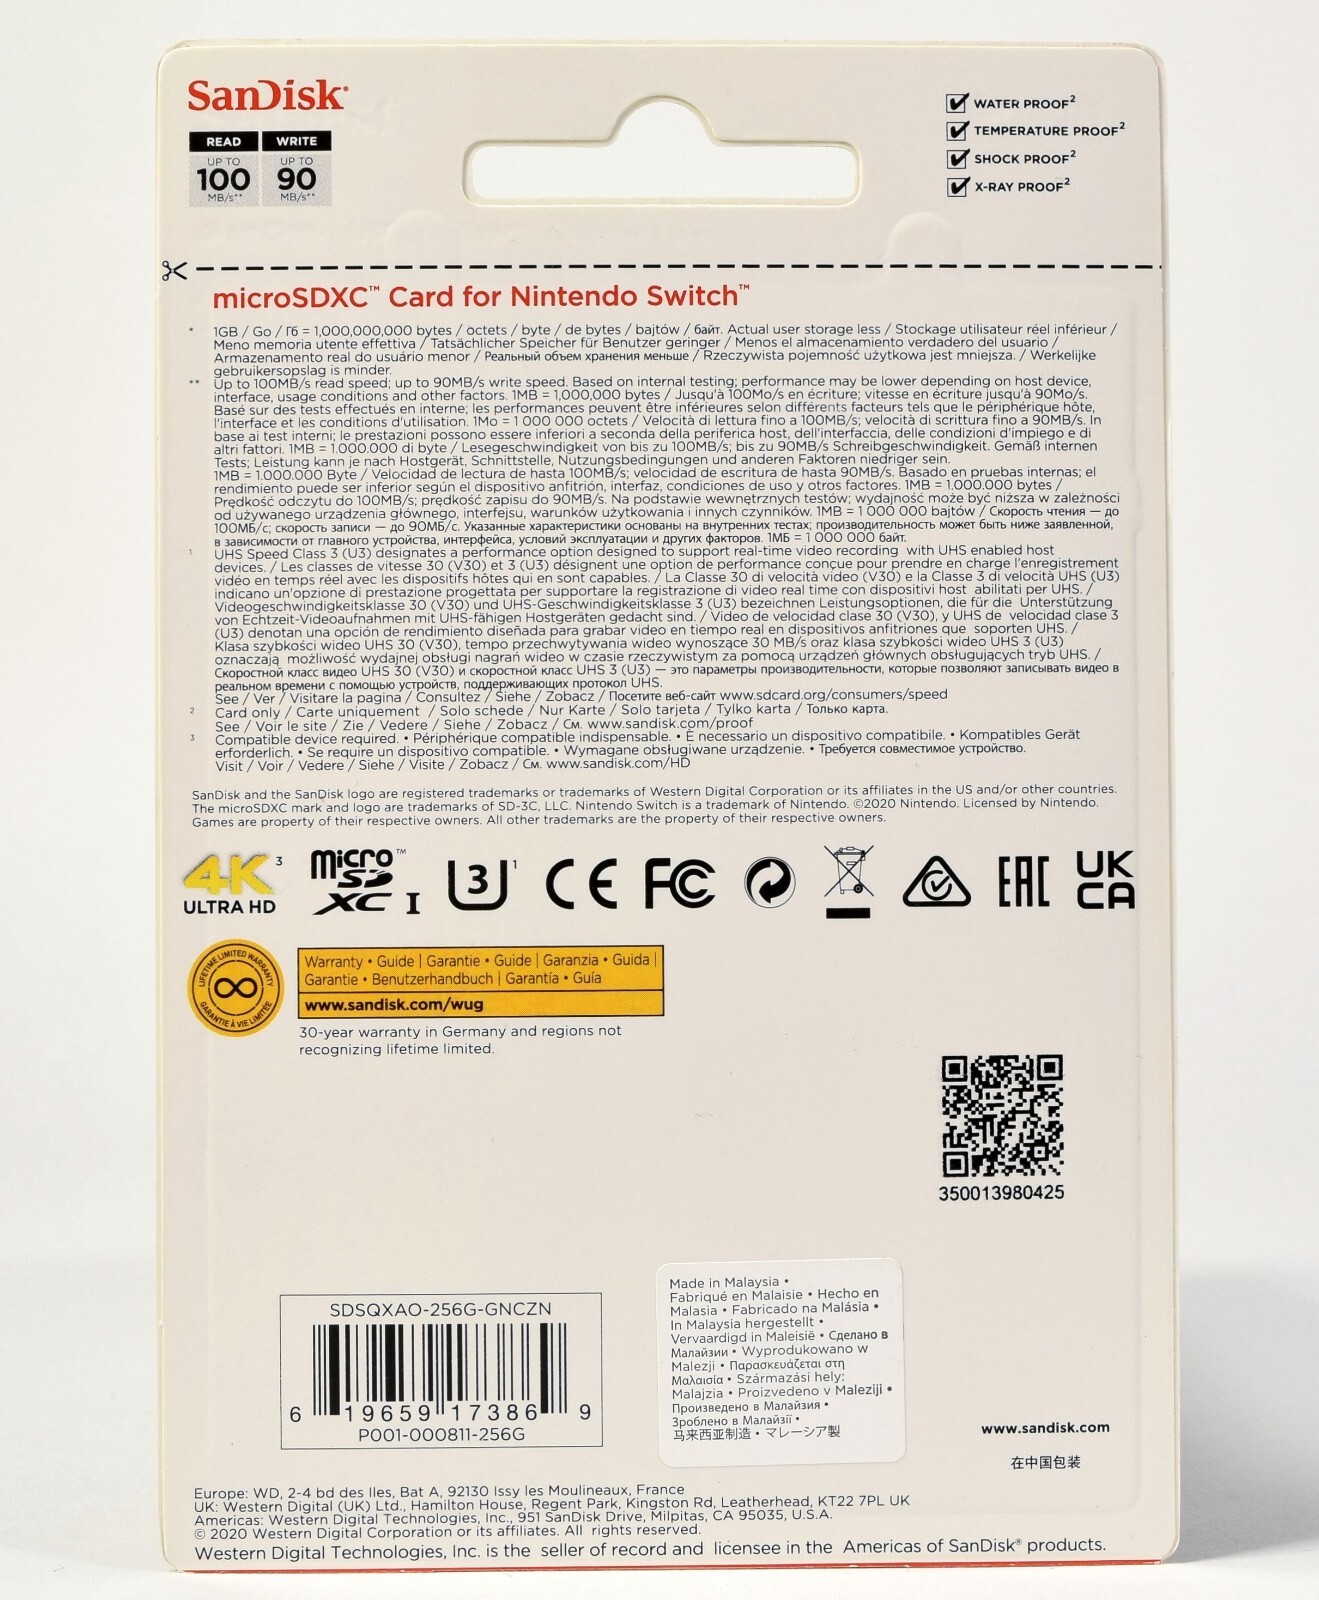 SanDisk®
READ WRITE
UP TO UP TO
100 90
MB/s** MB/s**
WATER PROOF²
TEMPERATURE PROOF²
SHOCK PROOF²
X-RAY PROOF²
microSDXC™ Card for Nintendo Switch™
* 1GB / Go / Гб = 1,000,000,000 bytes / octets / byte / de bytes / bajtów / байт. Actual user storage less / Stockage utilisateur réel inférieur /
Meno memoria utente effettiva / Tatsächlicher Speicher für Benutzer geringer / Menos el almacenamiento verdadero del usuario /
Armazenamento real do usuário menor / Реальный объем хранения меньше / Rzeczywista pojemność użytkowa jest mniejsza. / Werkelijke
gebruikersopslag is minder.
** Up to 100MB/s read speed; up to 90MB/s write speed. Based on internal testing; performance may be lower depending on host device,
interface, usage conditions and other factors. 1MB = 1,000,000 bytes / Jusqu'à 100Mo/s en écriture; vitesse en écriture jusqu'à 90Mo/s.
Basé sur des tests effectués en interne; les performances peuvent être inférieures selon différents facteurs tels que le périphérique hôte,
l'interface et les conditions d'utilisation. 1Mo = 1 000 000 octets / Velocità di lettura fino a 100MB/s; velocità di scrittura fino a 90MB/s. In
base ai test interni; le prestazioni possono essere inferiori a seconda della periferica host, dell'interfaccia, delle condizioni d'impiego e di
altri fattori. 1MB = 1.000.000 di byte / Lesegeschwindigkeit von bis zu 100MB/s; bis zu 90MB/s Schreibgeschwindigkeit. Gemäß internen
Tests; Leistung kann je nach Hostgerät, Schnittstelle, Nutzungsbedingungen und anderen Faktoren niedriger sein.
1MB = 1.000.000 Byte / Velocidad de lectura de hasta 100MB/s; velocidad de escritura de hasta 90MB/s. Basado en pruebas internas; el
rendimiento puede ser inferior según el dispositivo anfitrión, interfaz, condiciones de uso y otros factores. 1MB = 1.000.000 bytes /
Prędkość odczytu do 100MB/s; prędkość zapisu do 90MB/s. Na podstawie wewnętrznych testów; wydajność może być niższa w zależności
od używanego urządzenia głównego, interfejsu, warunków użytkowania i innych czynników. 1MB = 1 000 000 bajtów / Скорость чтения — до
100МБ/с; скорость записи — до 90МБ/с. Указанные характеристики основаны на внутренних тестах; производительность может быть ниже заявленной,
в зависимости от главного устройства, интерфейса, условий эксплуатации и других факторов. 1МБ = 1 000 000 байт.
1 UHS Speed Class 3 (U3) designates a performance option designed to support real-time video recording with UHS enabled host
devices. / Les classes de vitesse 30 (V30) et 3 (U3) désignent une option de performance conçue pour prendre en charge l'enregistrement
vidéo en temps réel avec les dispositifs hôtes qui en sont capables. / La Classe 30 di velocità video (V30) e la Classe 3 di velocità UHS (U3)
indicano un'opzione di prestazione progettata per supportare la registrazione di video real time con dispositivi host abilitati per UHS. /
Videogeschwindigkeitsklasse 30 (V30) und UHS-Geschwindigkeitsklasse 3 (U3) bezeichnen Leistungsoptionen, die für die Unterstützung
von Echtzeit-Videoaufnahmen mit UHS-fähigen Hostgeräten gedacht sind. / Video de velocidad clase 30 (V30), y UHS de velocidad clase 3
(U3) denotan una opción de rendimiento diseñada para grabar video en tiempo real en dispositivos anfitriones que soporten UHS. /
Klasa szybkości wideo UHS 30 (V30), tempo przechwytywania wideo wynoszące 30 MB/s oraz klasa szybkości wideo UHS 3 (U3)
oznaczają możliwość wydajnej obsługi nagrań wideo w czasie rzeczywistym za pomocą urządzeń głównych obsługujących tryb UHS. /
Скоростной класс видео UHS 30 (V30) и скоростной класс UHS 3 (U3) — это параметры производительности, которые позволяют записывать видео в
реальном времени с помощью устройств, поддерживающих протокол UHS.
See / Ver / Visitare la pagina / Consultez / Siehe / Zobacz / Посетите веб-сайт www.sdcard.org/consumers/speed
2 Card only / Carte uniquement / Solo schede / Nur Karte / Solo tarjeta / Tylko karta / Только карта.
See / Voir le site / Zie / Vedere / Siehe / Zobacz / См. www.sandisk.com/proof
3 Compatible device required. • Périphérique compatible indispensable. • È necessario un dispositivo compatibile. • Kompatibles Gerät
erforderlich. • Se require un dispositivo compatible. • Wymagane obsługiwane urządzenie. • Требуется совместимое устройство.
Visit / Voir / Vedere / Siehe / Visite / Zobacz / См. www.sandisk.com/HD
SanDisk and the SanDisk logo are registered trademarks or trademarks of Western Digital Corporation or its affiliates in the US and/or other countries.
The microSDXC mark and logo are trademarks of SD-3C, LLC. Nintendo Switch is a trademark of Nintendo. ©2020 Nintendo. Licensed by Nintendo.
Games are property of their respective owners. All other trademarks are the property of their respective owners.
4K³ micro™ SD XC I U3¹ CE FC EAC UK CA
ULTRA HD
LIFETIME LIMITED WARRANTY
GARANTIE À VIE LIMITÉE
Warranty • Guide | Garantie • Guide | Garanzia • Guida |
Garantie • Benutzerhandbuch | Garantía • Guía
www.sandisk.com/wug
30-year warranty in Germany and regions not
recognizing lifetime limited.
350013980425
SDSQXAO-256G-GNCZN
6 19659 17386 9
P001-000811-256G
Made in Malaysia •
Fabriqué en Malaisie • Hecho en
Malasia • Fabricado na Malásia •
In Malaysia hergestellt •
Vervaardigd in Maleisië • Сделано в
Малайзии • Wyprodukowano w
Malezji • Παρασκευάζεται στη
Μαλαισία • Származási hely:
Malajzia • Proizvedeno v Maleziji •
Произведено в Малайзия •
Зроблено в Малайзії •
马来西亚制造 • マレーシア製
www.sandisk.com
在中国包装
Europe: WD, 2-4 bd des Iles, Bat A, 92130 Issy les Moulineaux, France
UK: Western Digital (UK) Ltd., Hamilton House, Regent Park, Kingston Rd, Leatherhead, KT22 7PL UK
Americas: Western Digital Technologies, Inc., 951 SanDisk Drive, Milpitas, CA 95035, U.S.A.
© 2020 Western Digital Corporation or its affiliates. All rights reserved.
Western Digital Technologies, Inc. is the seller of record and licensee in the Americas of SanDisk® products.